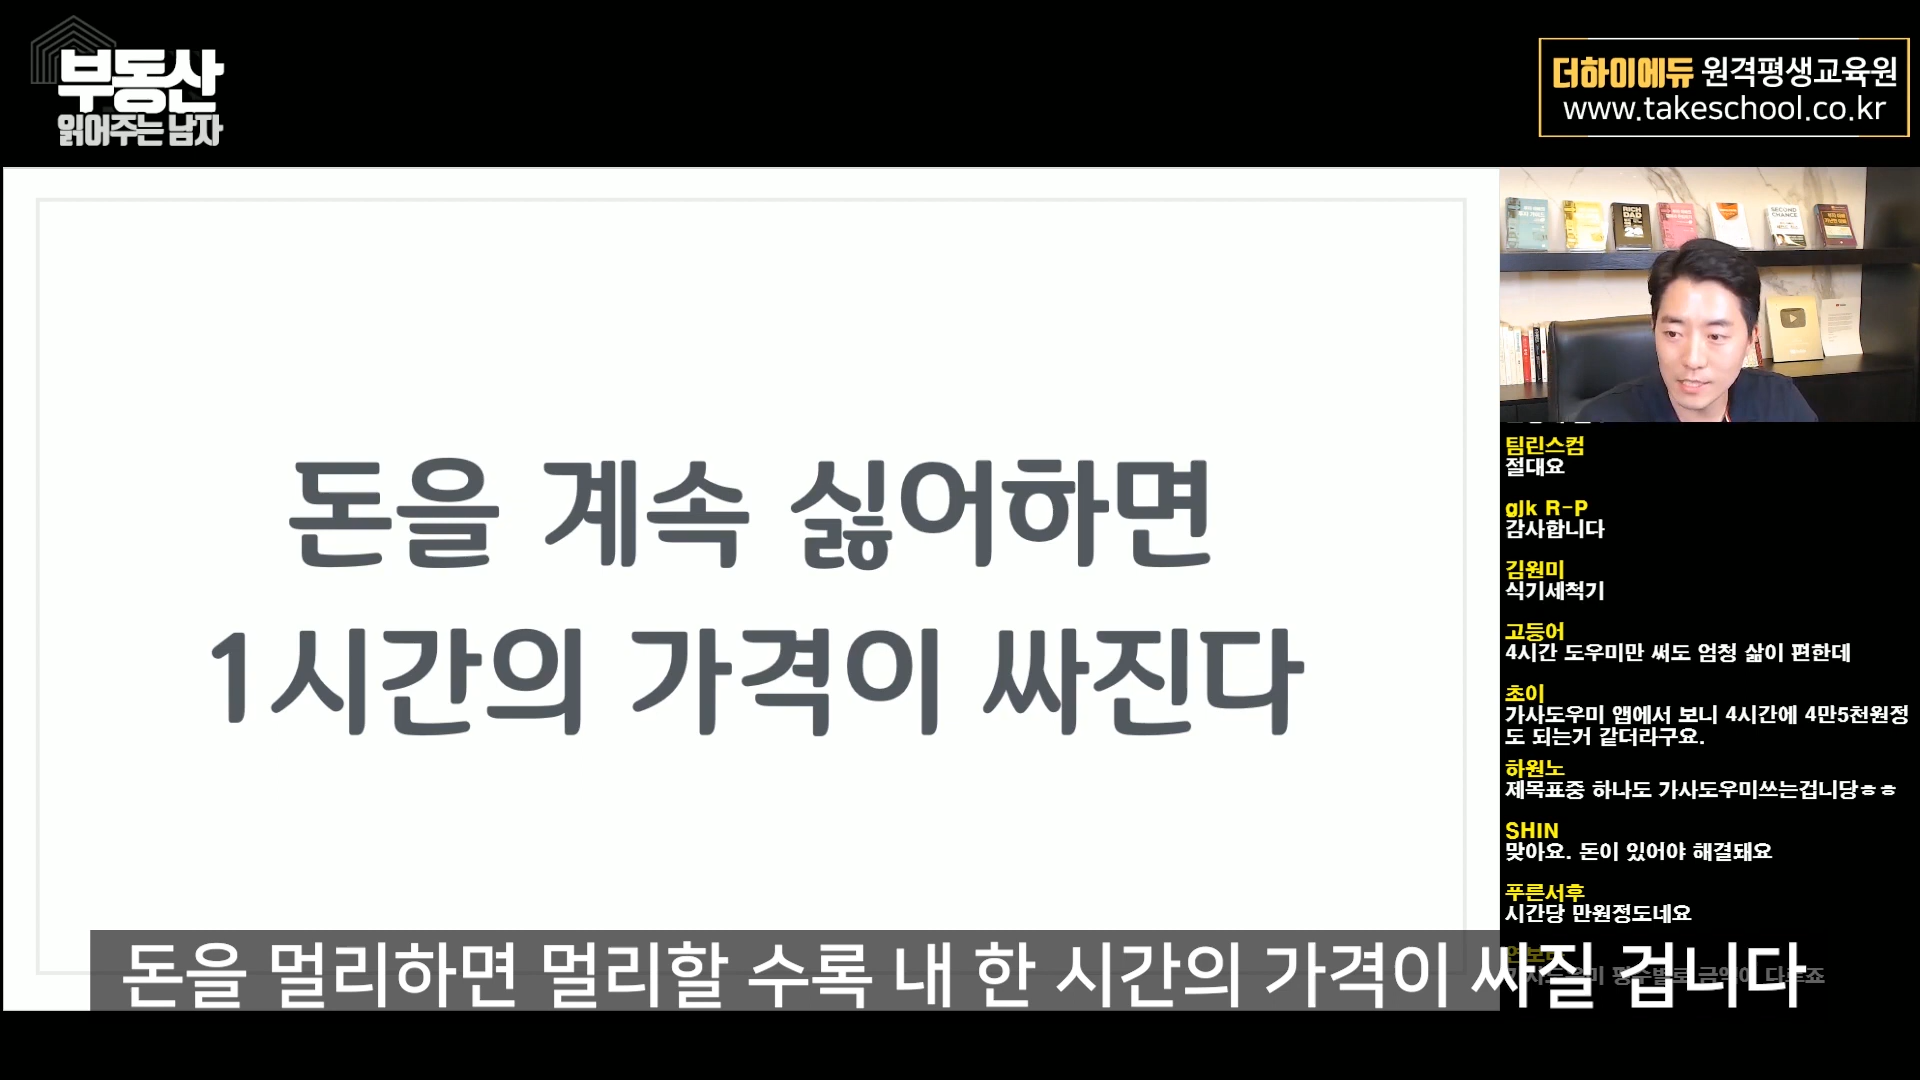 부동산
읽어주는 남자
더하이에듀 원격평생교육원
www.takeschool.co.kr
돈을 계속 싫어하면
1시간의 가격이 싸진다
RICH
DAD
SECOND
CHANCE
팀린스컴
절대요
gjk R-P
감사합니다
김원미
식기세척기
고등어
4시간 도우미만 써도 엄청 삶이 편한데
초이
가사도우미 앱에서 보니 4시간에 4만5천원정
도 되는거 같더라구요.
하원노
제목표중 하나도 가사도우미쓰는겁니당ㅎㅎ
SHIN
맞아요. 돈이 있어야 해결돼요
푸른서후
시간당 만원정도네요
돈을 멀리하면 멀리할 수록 내 한 시간의 가격이 싸질 겁니다